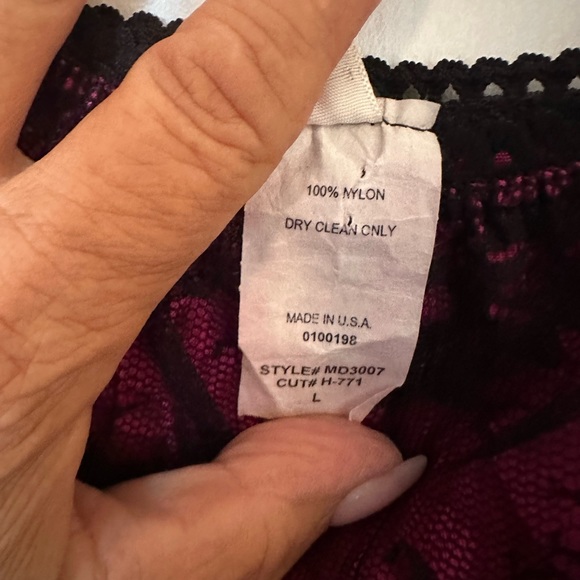 100% NYLON
DRY CLEAN ONLY
MADE IN U.S.A.
0100198
STYLE# MD3007
CUT# H-771
L